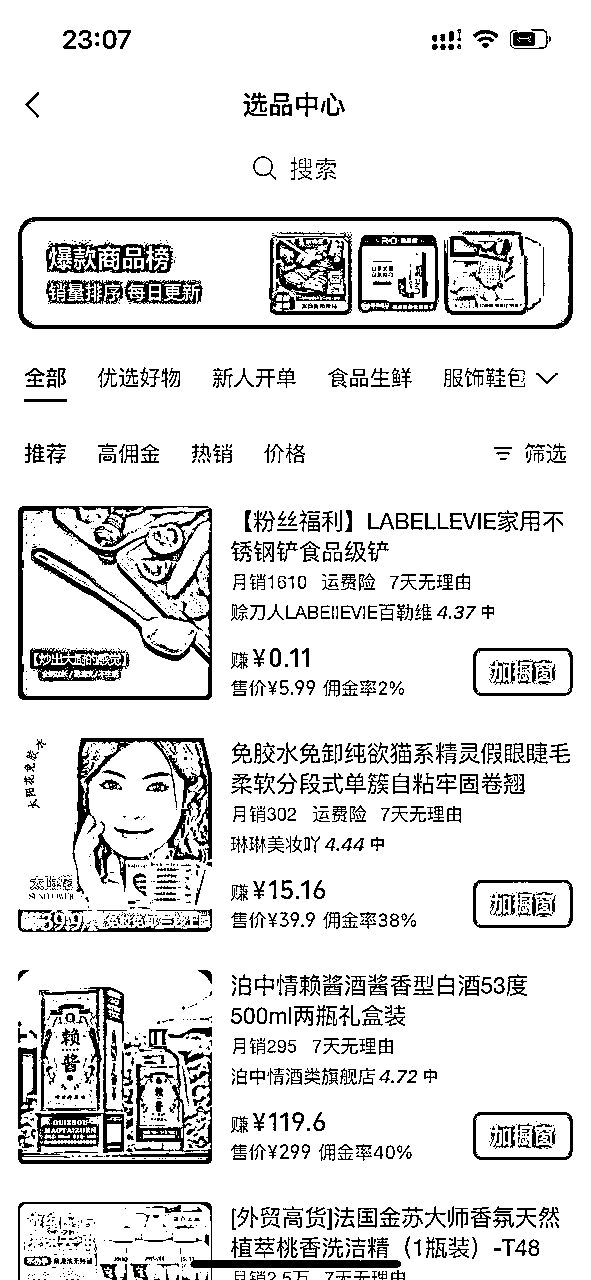 23:07
选品中心
搜索
爆款商品榜
销量排序 每日更新
全部 优选好物 新人开单 食品生鲜 服饰鞋包
推荐 高佣金 热销 价格 筛选
【粉丝福利】LABELLEVIE家用不
锈钢铲食品级铲
月销1610 运费险 7天无理由
赊刀人LABEIIEVIE百勒维 4.37 中
赚¥0.11
售价¥5.99 佣金率2%
加橱窗
免胶水免卸纯欲猫系精灵假眼睫毛
柔软分段式单簇自粘牢固卷翘
月销302 运费险 7天无理由
琳琳美妆吖 4.44 中
赚¥15.16
售价¥39.9 佣金率38%
加橱窗
39.9
泊中情赖酱酒酱香型白酒53度
500ml两瓶礼盒装
月销295 7天无理由
泊中情酒类旗舰店 4.72 中
赚¥119.6
售价¥299 佣金率40%
加橱窗
赖酱
[外贸高货]法国金苏大师香氛天然
植萃桃香洗洁精（1瓶装）-T48
月销2.5万 7天无理由